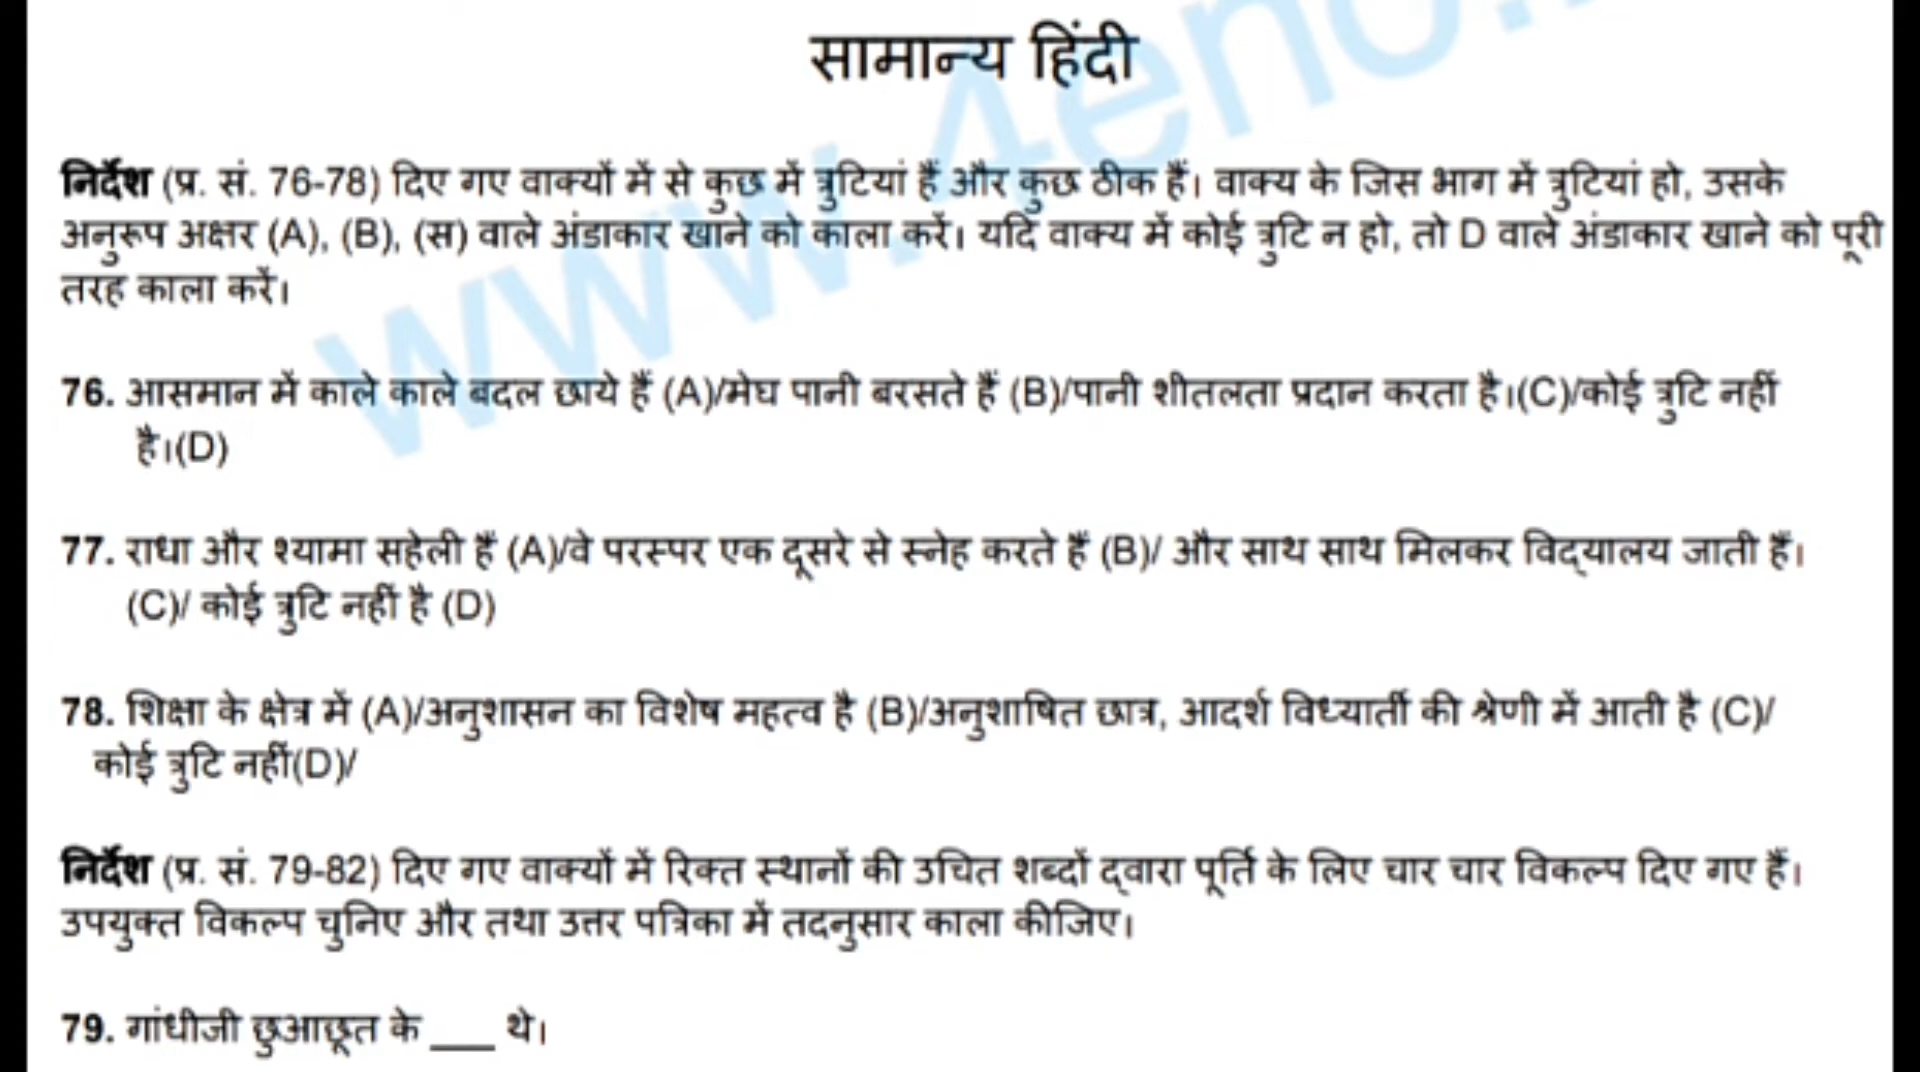 सामान्य हिंदी
निर्देश (प्र. सं. 76-78) दिए गए वाक्यों में से कुछ में त्रुटियां हैं और कुछ ठीक हैं। वाक्य के जिस भाग में त्रुटियां हो, उसके
अनुरूप अक्षर (A), (B), (स) वाले अंडाकार खाने को काला करें। यदि वाक्य में कोई त्रुटि न हो, तो D वाले अंडाकार खाने को पूरी
तरह काला करें।
76. आसमान में काले काले बदल छाये हैं (A)/मेघ पानी बरसते हैं (B)/पानी शीतलता प्रदान करता है।(C)/कोई त्रुटि नहीं
है।(D)
77. राधा और श्यामा सहेली हैं (A)/वे परस्पर एक दूसरे से स्नेह करते हैं (B)/ और साथ साथ मिलकर विद्यालय जाती हैं।
(C)/ कोई त्रुटि नहीं है (D)
78. शिक्षा के क्षेत्र में (A)/अनुशासन का विशेष महत्व है (B)/अनुशाषित छात्र, आदर्श विध्यार्ती की श्रेणी में आती है (C)/
कोई त्रुटि नहीं(D)/
निर्देश (प्र. सं. 79-82) दिए गए वाक्यों में रिक्त स्थानों की उचित शब्दों द्वारा पूर्ति के लिए चार चार विकल्प दिए गए हैं।
उपयुक्त विकल्प चुनिए और तथा उत्तर पत्रिका में तदनुसार काला कीजिए।
79. गांधीजी छुआछूत के ___ थे।
www.4eno